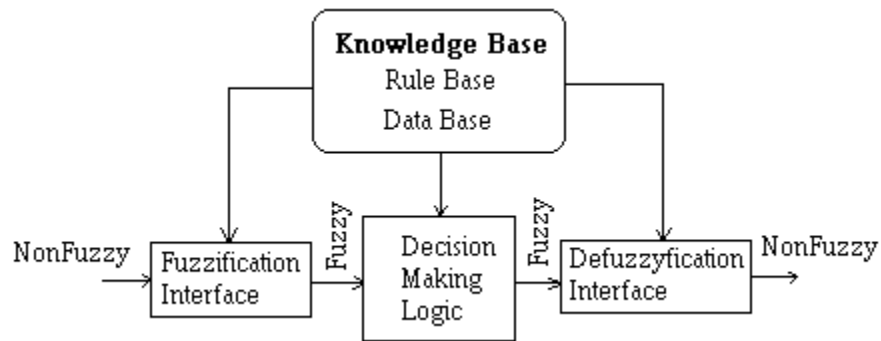 Knowledge Base
Rule Base
Data Base
NonFuzzy
Fuzzification
Interface
Fuzzy
Decision
Making
Logic
Fuzzy
Defuzzyfication
Interface
NonFuzzy